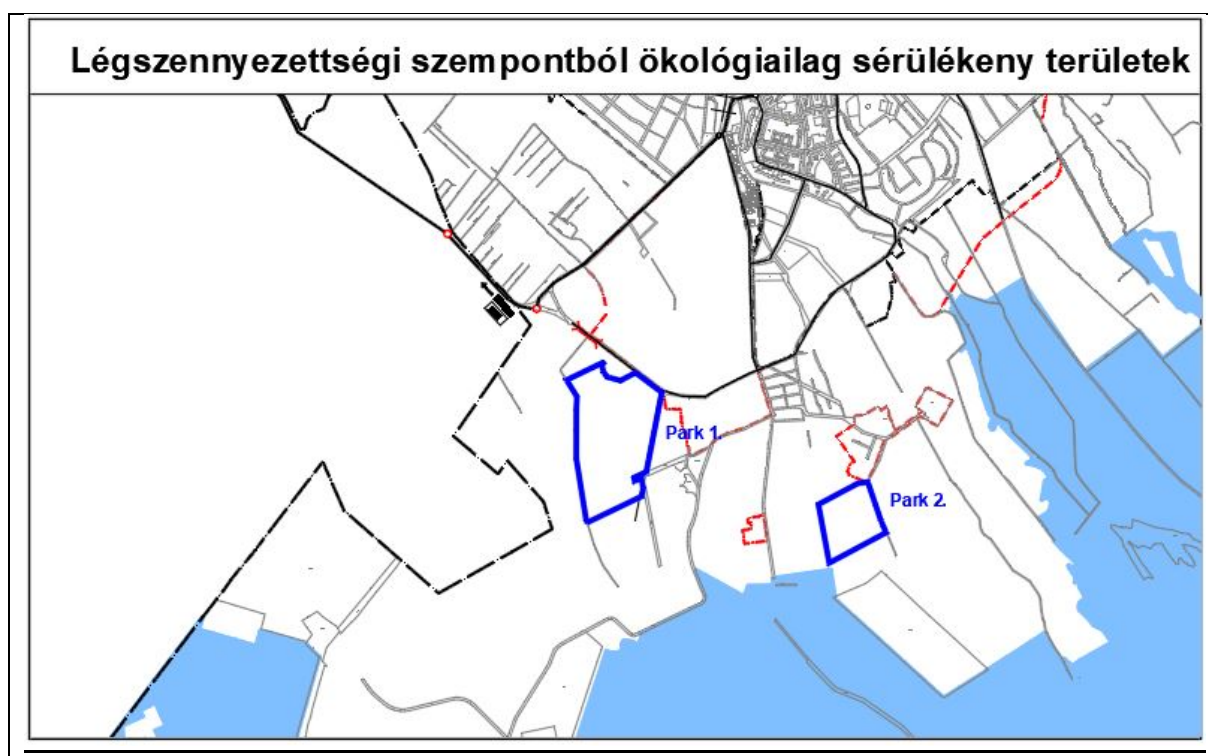 Légszennyezettségi szempontból ökológiailag sérülékeny területek
Park 1.
Park 2.